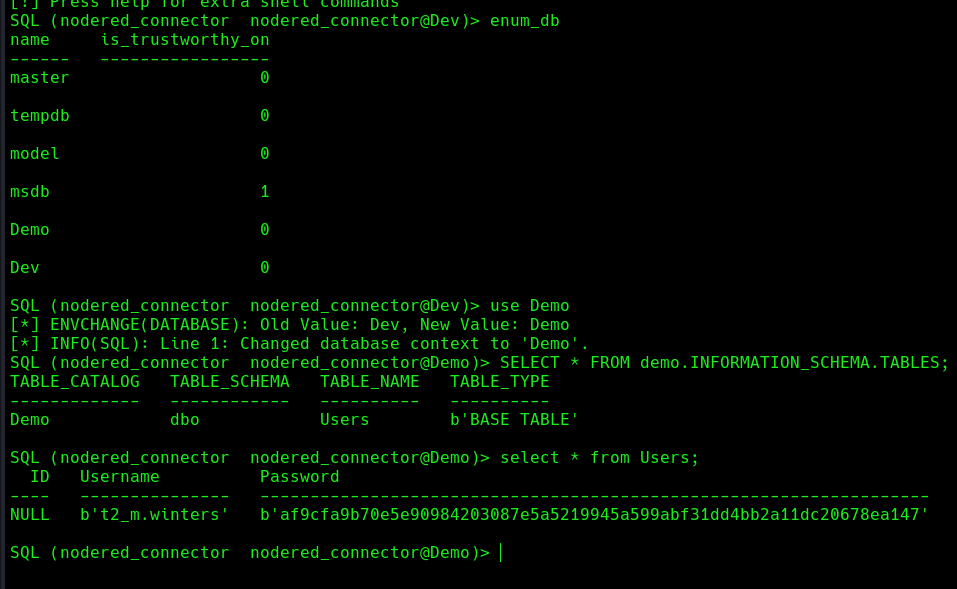 [!] Press help for extra shell commands
SQL (nodered_connector  nodered_connector@Dev)> enum_db
name     is_trustworthy_on
------   -----------------
master                   0
tempdb                   0
model                    0
msdb                     1
Demo                     0
Dev                      0
SQL (nodered_connector  nodered_connector@Dev)> use Demo
[*] ENVCHANGE(DATABASE): Old Value: Dev, New Value: Demo
[*] INFO(SQL): Line 1: Changed database context to 'Demo'.
SQL (nodered_connector  nodered_connector@Demo)> SELECT * FROM demo.INFORMATION_SCHEMA.TABLES;
TABLE_CATALOG   TABLE_SCHEMA   TABLE_NAME   TABLE_TYPE
-------------   ------------   ----------   ----------
Demo            dbo            Users        b'BASE TABLE'
SQL (nodered_connector  nodered_connector@Demo)> select * from Users;
  ID   Username          Password
----   ---------------   -------------------------------------------------------------------
NULL   b't2_m.winters'   b'af9cfa9b70e5e90984203087e5a5219945a599abf31dd4bb2a11dc20678ea147'
SQL (nodered_connector  nodered_connector@Demo)>